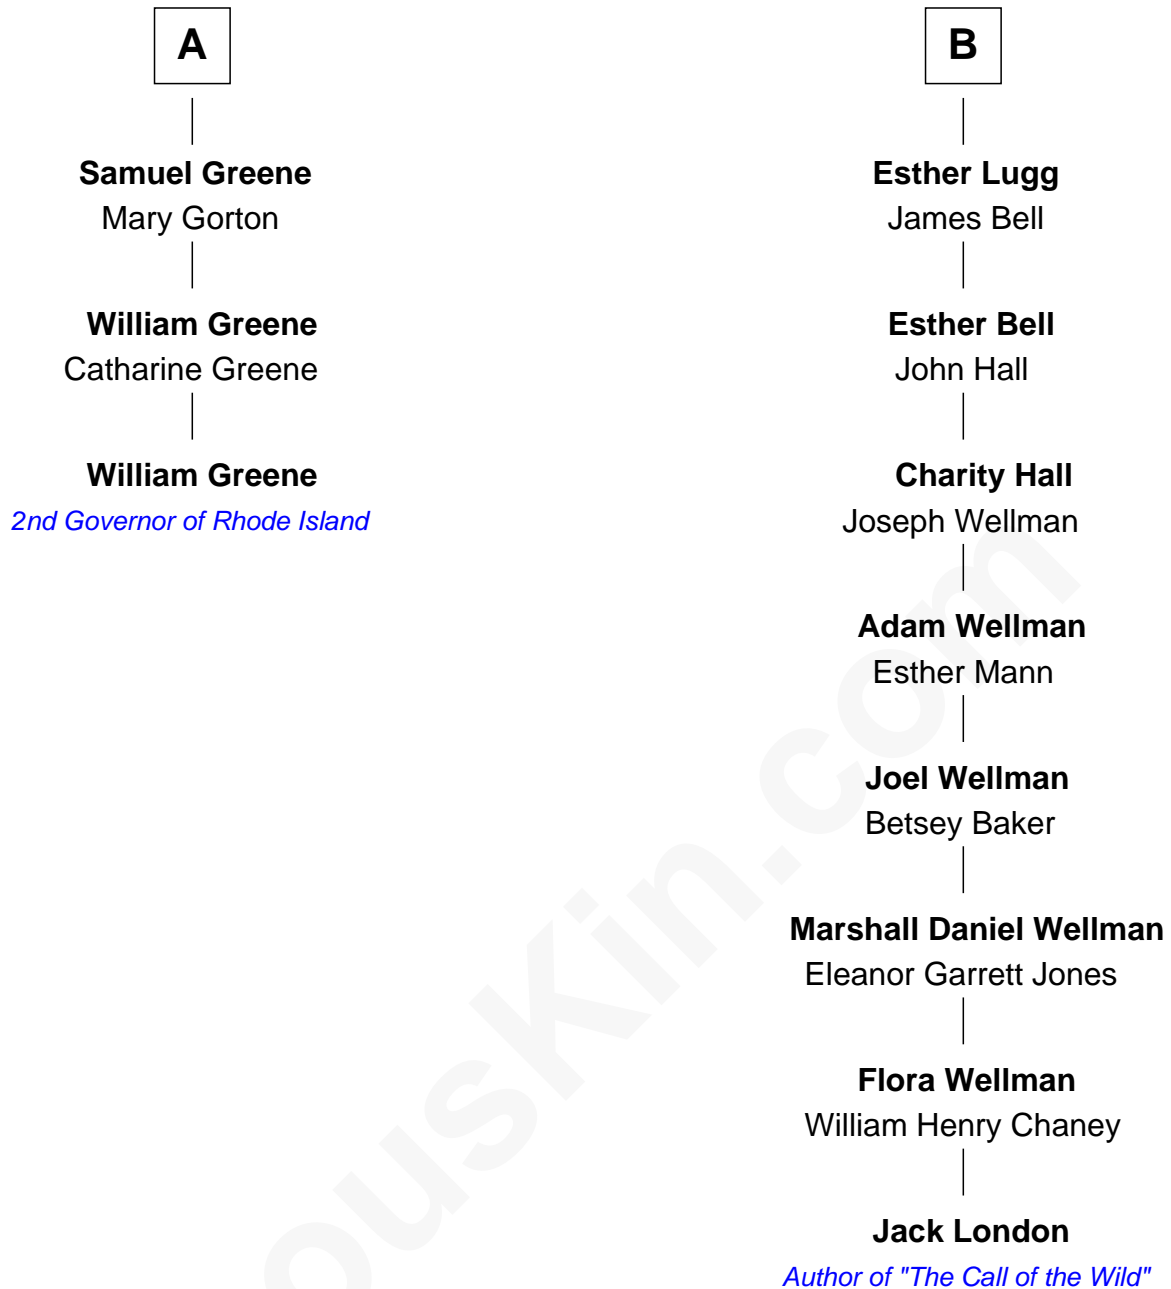 A
Samuel Greene
Mary Gorton
William Greene
Catharine Greene
William Greene
2nd Governor of Rhode Island
B
Esther Lugg
James Bell
Esther Bell
John Hall
Charity Hall
Joseph Wellman
Adam Wellman
Esther Mann
Joel Wellman
Betsey Baker
Marshall Daniel Wellman
Eleanor Garrett Jones
Flora Wellman
William Henry Chaney
Jack London
Author of "The Call of the Wild"
ousKin.com